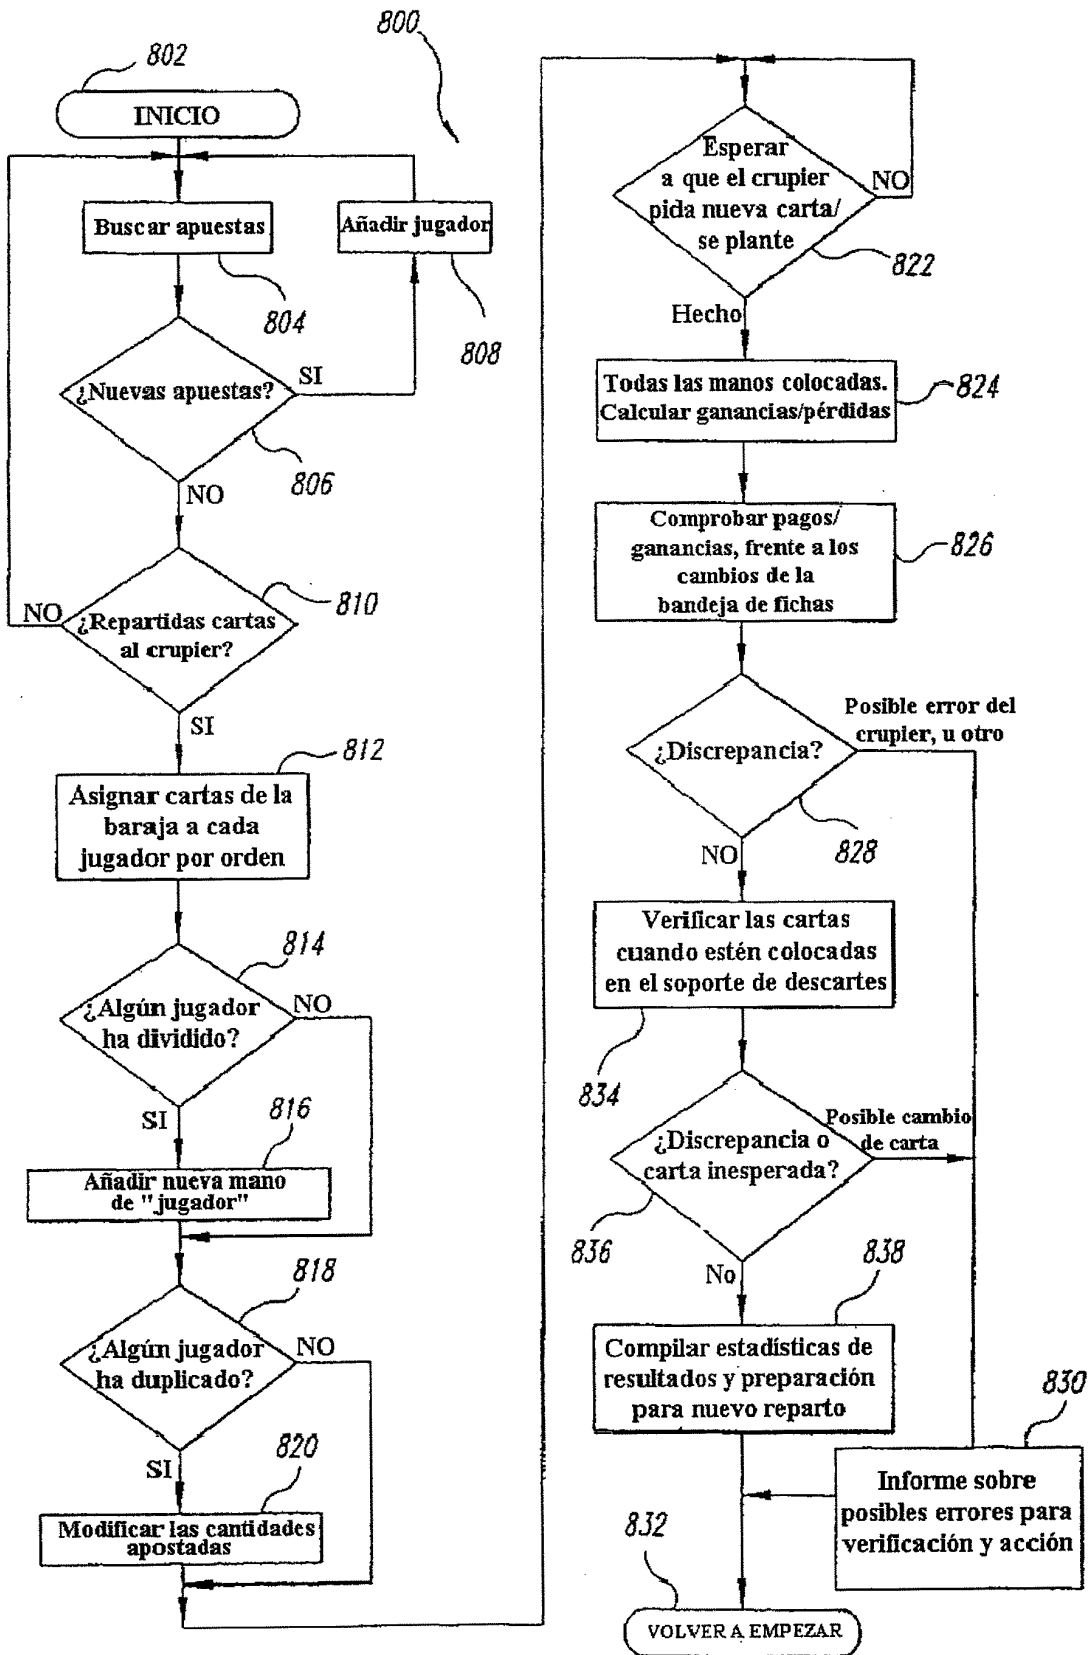 800
802
INICIO
Buscar apuestas
804
Añadir jugador
808
¿Nuevas apuestas?
SI
806
NO
¿Repartidas cartas
al crupier?
810
NO
SI
812
Asignar cartas de la
baraja a cada
jugador por orden
814
¿Algún jugador
ha dividido?
NO
SI
816
Añadir nueva mano
de "jugador"
818
¿Algún jugador
ha duplicado?
NO
SI
820
Modificar las cantidades
apostadas
Esperar
a que el crupier
pida nueva carta/
se plante
NO
822
Hecho
Todas las manos colocadas.
Calcular ganancias/pérdidas
824
Comprobar pagos/
ganancias, frente a los
cambios de la
bandeja de fichas
826
¿Discrepancia?
Posible error del
crupier, u otro
828
NO
Verificar las cartas
cuando estén colocadas
en el soporte de descartes
834
¿Discrepancia o
carta inesperada?
Posible cambio
de carta
836
No
838
Compilar estadísticas de
resultados y preparación
para nuevo reparto
830
Informe sobre
posibles errores para
verificación y acción
832
VOLVER A EMPEZAR